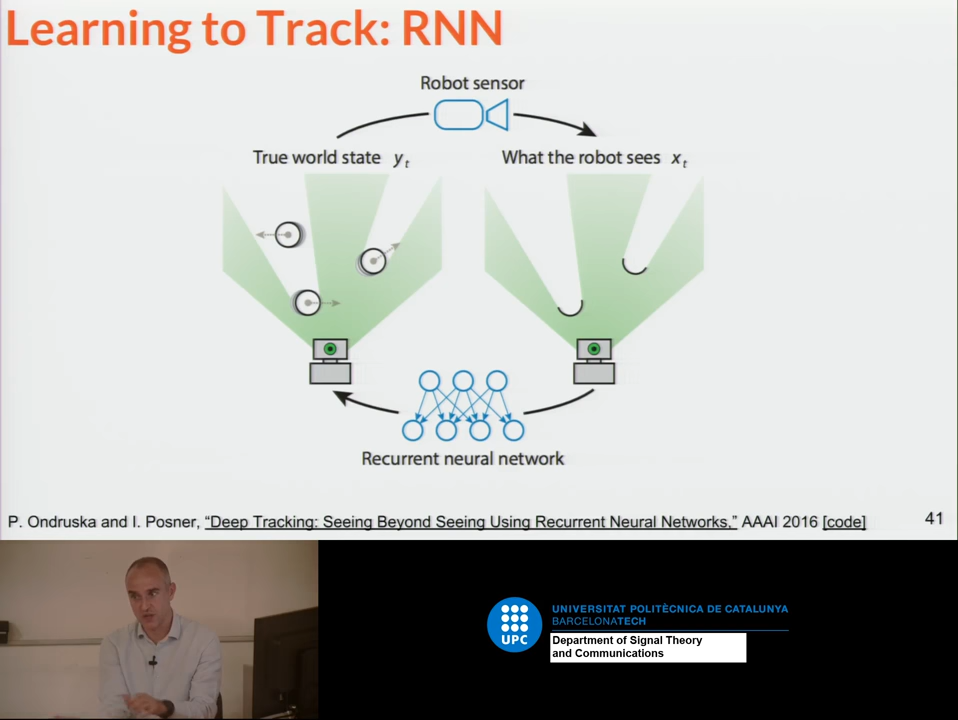 Learning to Track: RNN
Robot sensor
True world state yt
What the robot sees xt
Recurrent neural network
P. Ondruska and I. Posner, “Deep Tracking: Seeing Beyond Seeing Using Recurrent Neural Networks,” AAAI 2016 [code]
41
UPC
UNIVERSITAT POLITÈCNICA DE CATALUNYA
BARCELONATECH
Department of Signal Theory
and Communications